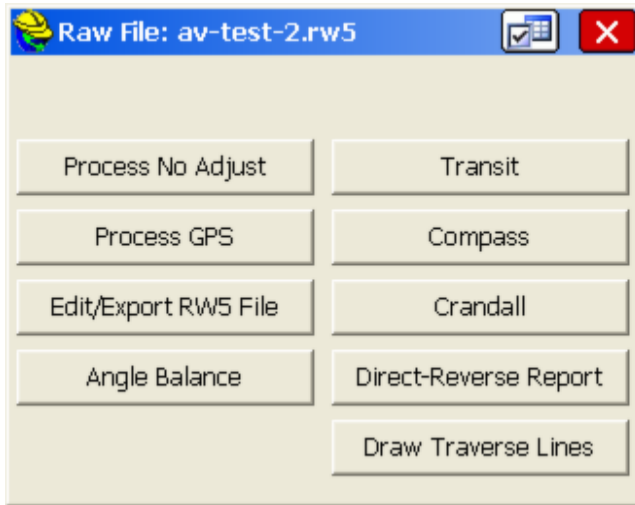 Raw File: av-test-2.rw5
Process No Adjust
Transit
Process GPS
Compass
Edit/Export RW5 File
Crandall
Angle Balance
Direct-Reverse Report
Draw Traverse Lines